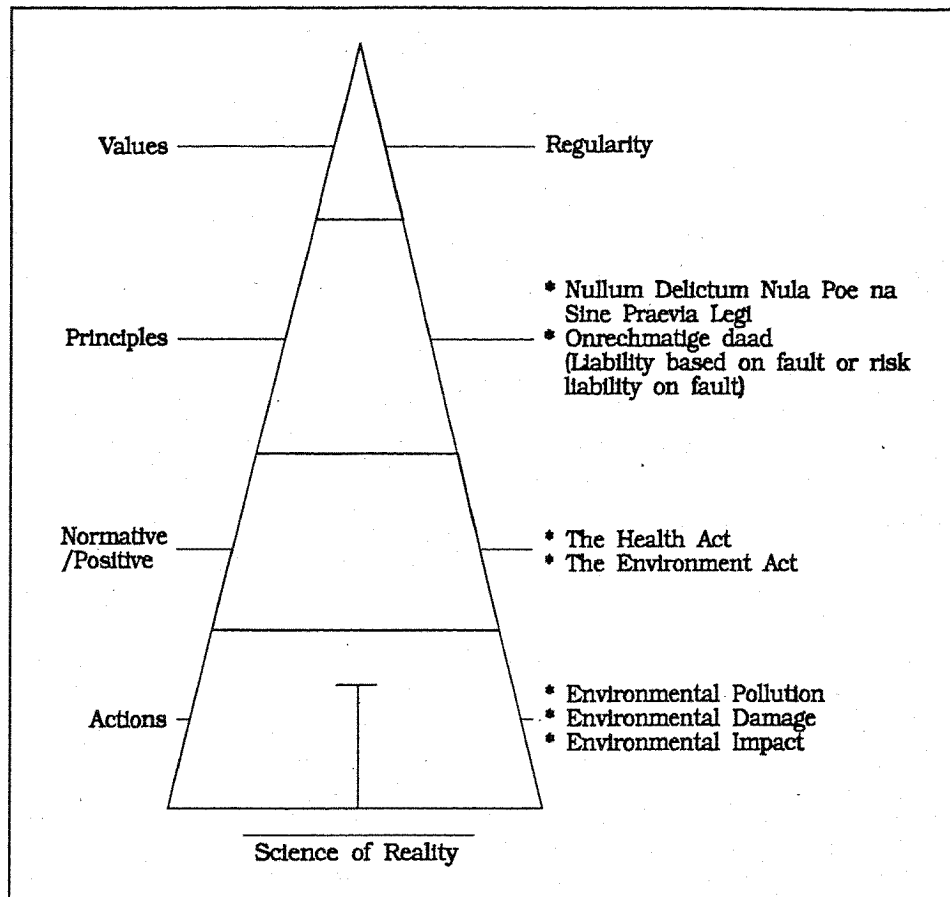 Values
Regularity
Principles
* Nullum Delictum Nula Poe na
Sine Praevia Legi
* Onrechmatige daad
(Liability based on fault or risk
liability on fault)
Normative
/Positive
* The Health Act
* The Environment Act
Actions
* Environmental Pollution
* Environmental Damage
* Environmental Impact
Science of Reality